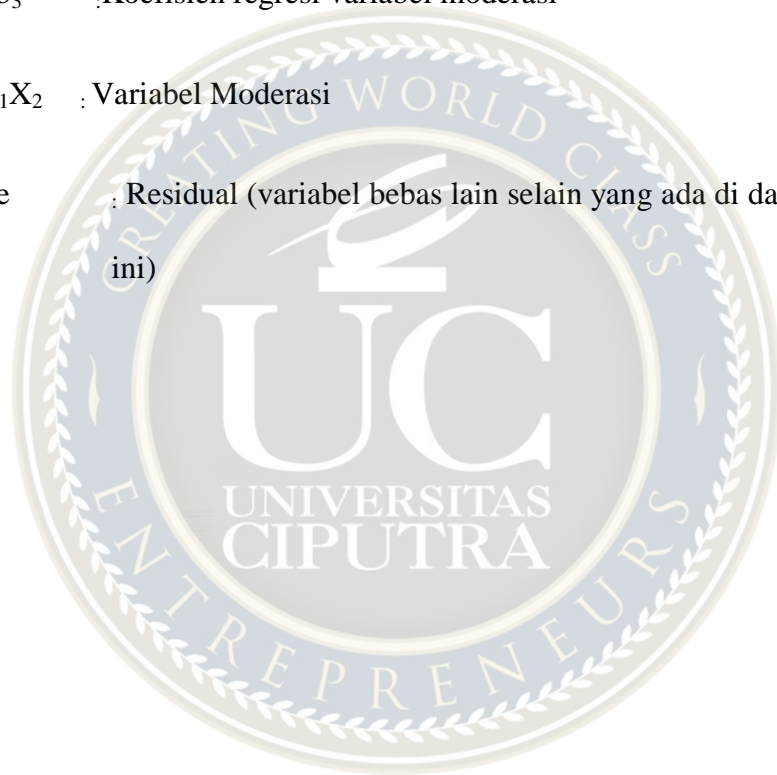 :Koefisien regresi variabel moderasi
₁X₂ : Variabel Moderasi
e : Residual (variabel bebas lain selain yang ada di da
ini)
CREATING WORLD CLASS
UC
UNIVERSITAS
CIPUTRA
ENTREPRENEURS